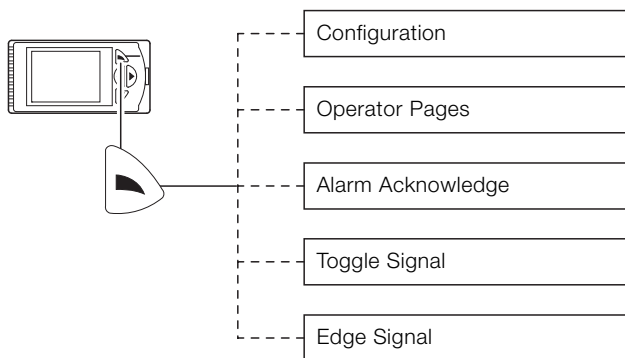 Configuration
Operator Pages
Alarm Acknowledge
Toggle Signal
Edge Signal